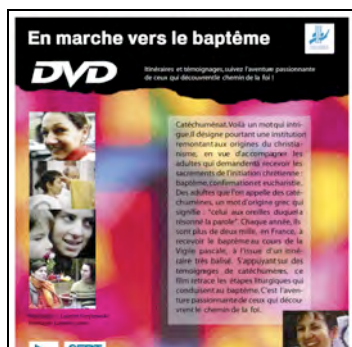 En marche vers le baptême
DVD
Itinéraires et témoignages, suivez l'aventure passionnante
de ceux qui découvrent le chemin de la foi !
Catéchuménat. Voilà un mot qui intri-
gue. Il désigne pourtant une institution
remontant aux origines du christia-
nisme, en vue d'accompagner les
adultes qui demandent à recevoir les
sacrements de l'initiation chrétienne :
baptême, confirmation et eucharistie.
Des adultes que l'on appelle des caté-
chumènes, un mot d'origine grec qui
signifie : "celui aux oreilles duquel a
résonné la parole". Chaque année, ils
sont plus de deux mille, en France, à
recevoir le baptême au cours de la
Vigile pascale, à l'issue d'un itiné-
raire très balisé. S'appuyant sur des
témoignages de catéchumènes, ce
film retrace les étapes liturgiques qui
conduisent au baptême. C'est l'aven-
ture passionnante de ceux qui décou-
vrent le chemin de la foi.